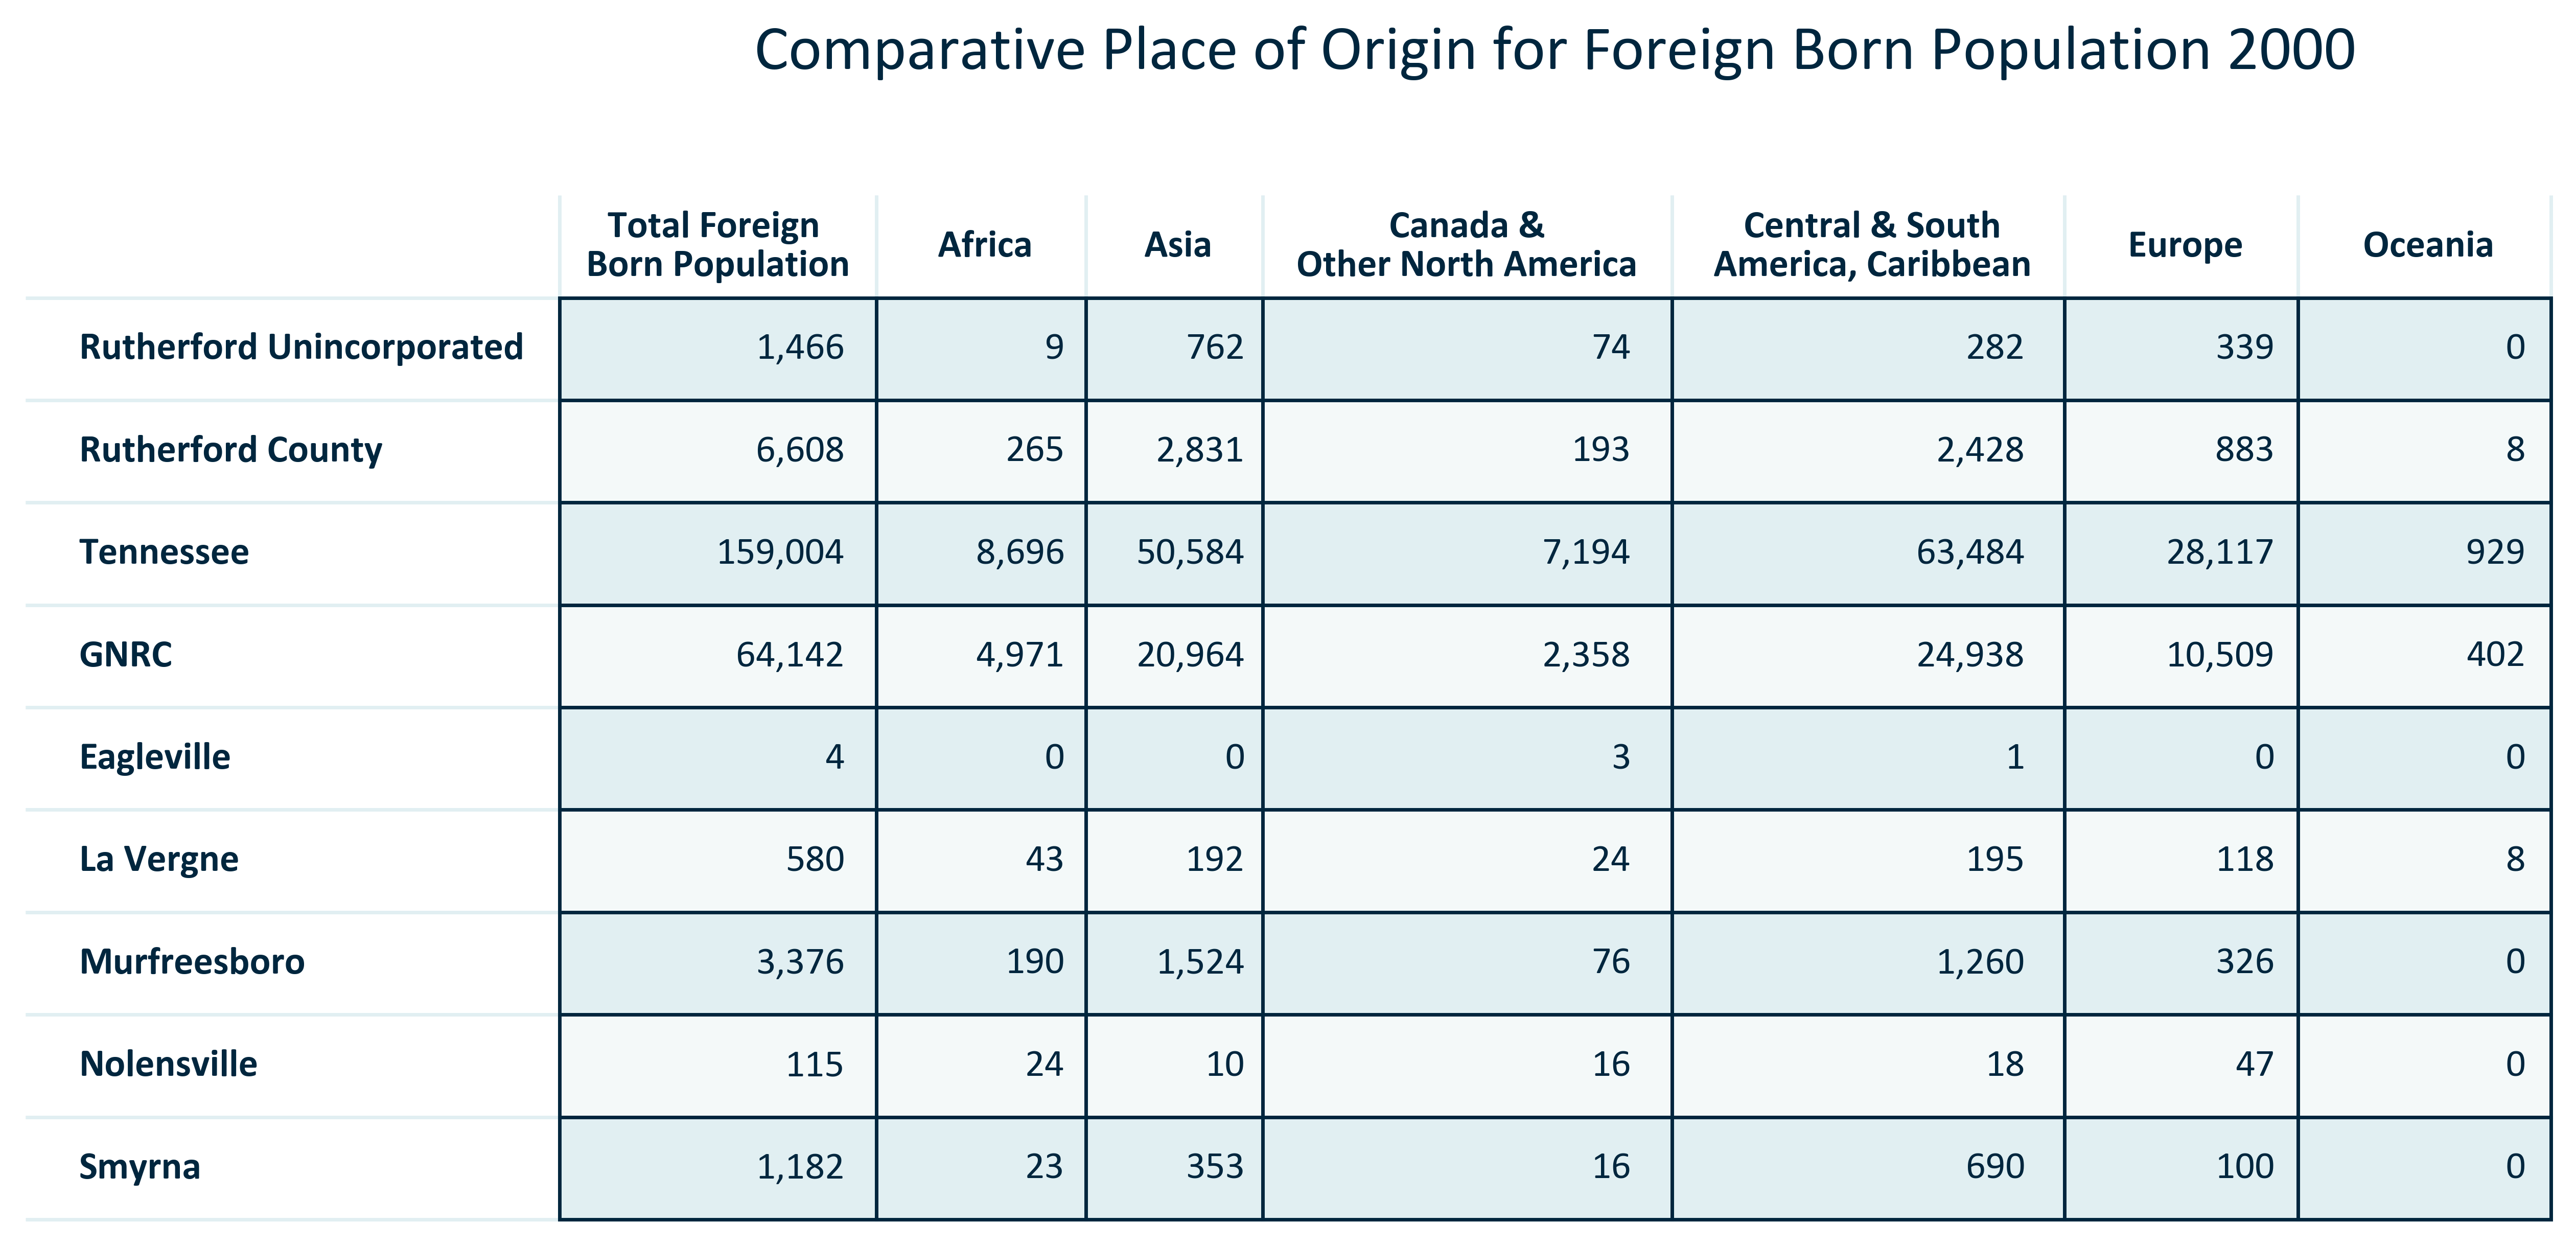 Comparative Place of Origin for Foreign Born Population 2000
Total Foreign Born Population Africa Asia Canada & Other North America Central & South America, Caribbean Europe Oceania
Rutherford Unincorporated 1,466 9 762 74 282 339 0
Rutherford County 6,608 265 2,831 193 2,428 883 8
Tennessee 159,004 8,696 50,584 7,194 63,484 28,117 929
GNRC 64,142 4,971 20,964 2,358 24,938 10,509 402
Eagleville 4 0 0 3 1 0 0
La Vergne 580 43 192 24 195 118 8
Murfreesboro 3,376 190 1,524 76 1,260 326 0
Nolensville 115 24 10 16 18 47 0
Smyrna 1,182 23 353 16 690 100 0